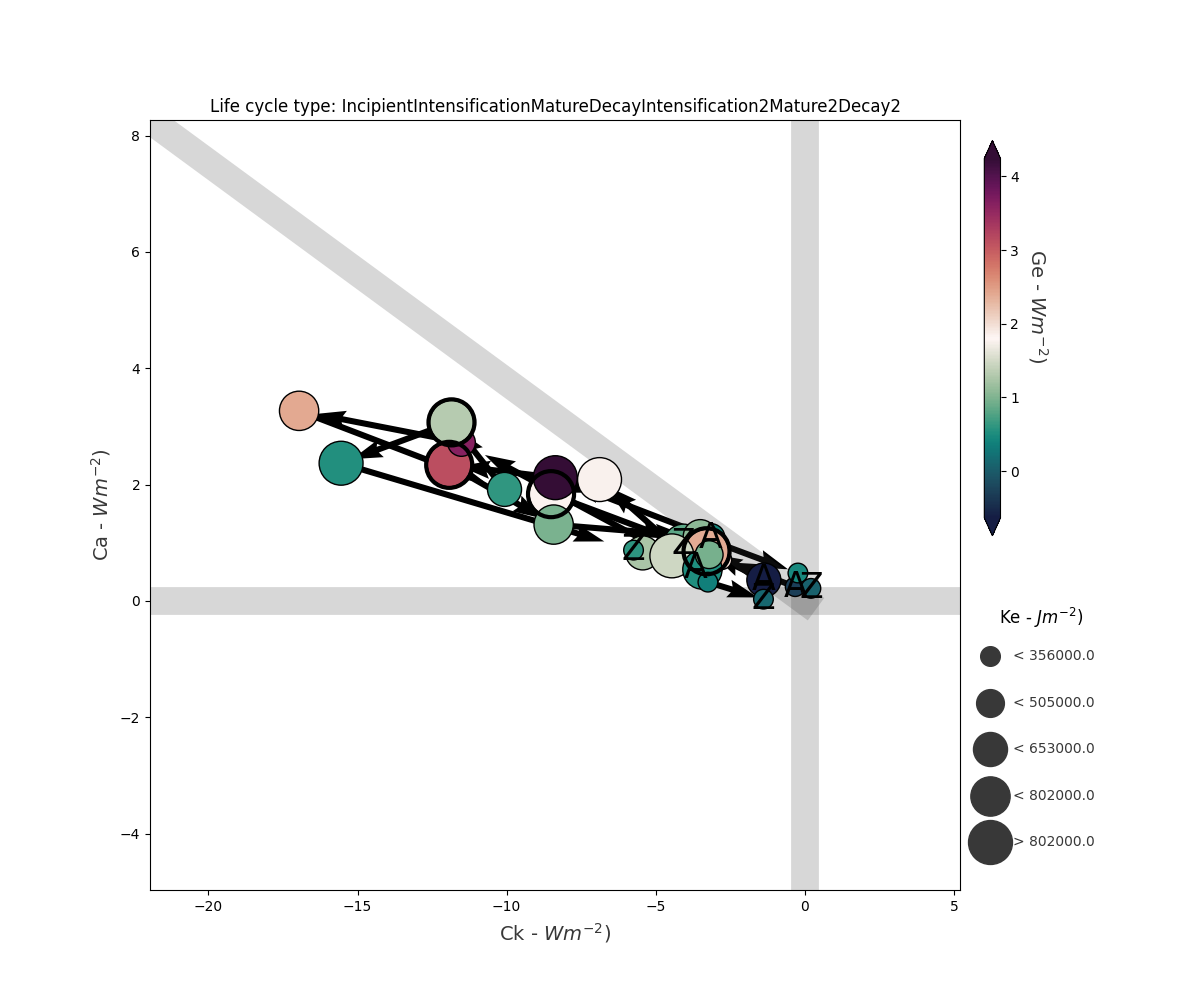 Life cycle type: IncipientIntensificationMatureDecayIntensification2Mature2Decay2
8
6
4
2
0
−2
−4
Ca - Wm⁻²)
−20
−15
−10
−5
0
5
Ck - Wm⁻²)
Z
Z
A
A
A
Z
A
Z
4
3
2
1
0
Ge - Wm⁻²)
Ke - Jm⁻²)
< 356000.0
< 505000.0
< 653000.0
< 802000.0
> 802000.0